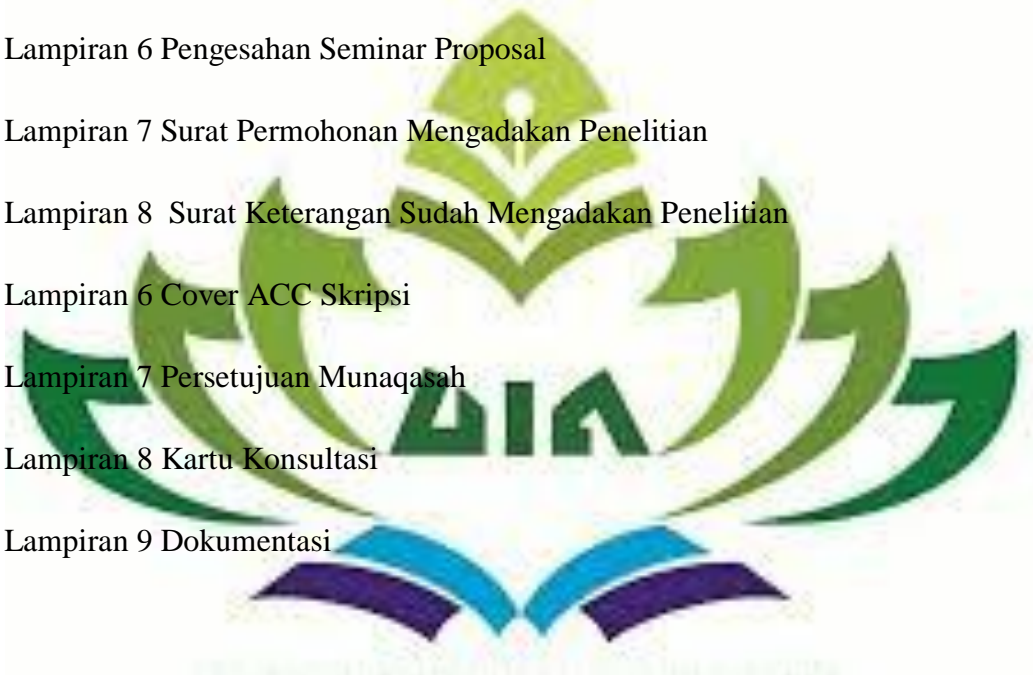 Lampiran 6 Pengesahan Seminar Proposal
Lampiran 7 Surat Permohonan Mengadakan Penelitian
Lampiran 8  Surat Keterangan Sudah Mengadakan Penelitian
Lampiran 6 Cover ACC Skripsi
Lampiran 7 Persetujuan Munaqasah
Lampiran 8 Kartu Konsultasi
Lampiran 9 Dokumentasi